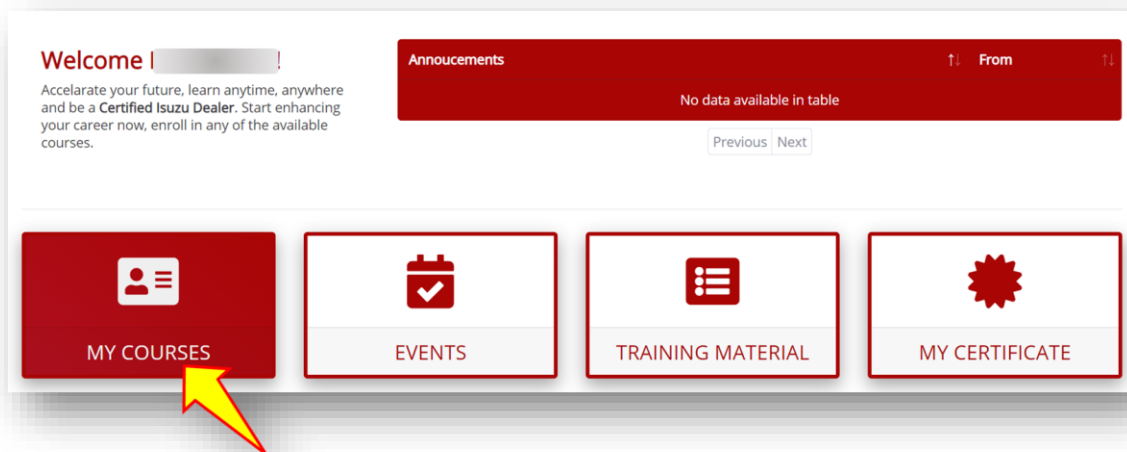 Welcome !
Accelarate your future, learn anytime, anywhere
and be a Certified Isuzu Dealer. Start enhancing
your career now, enroll in any of the available
courses.
Annoucements From
No data available in table
Previous Next
MY COURSES
EVENTS
TRAINING MATERIAL
MY CERTIFICATE